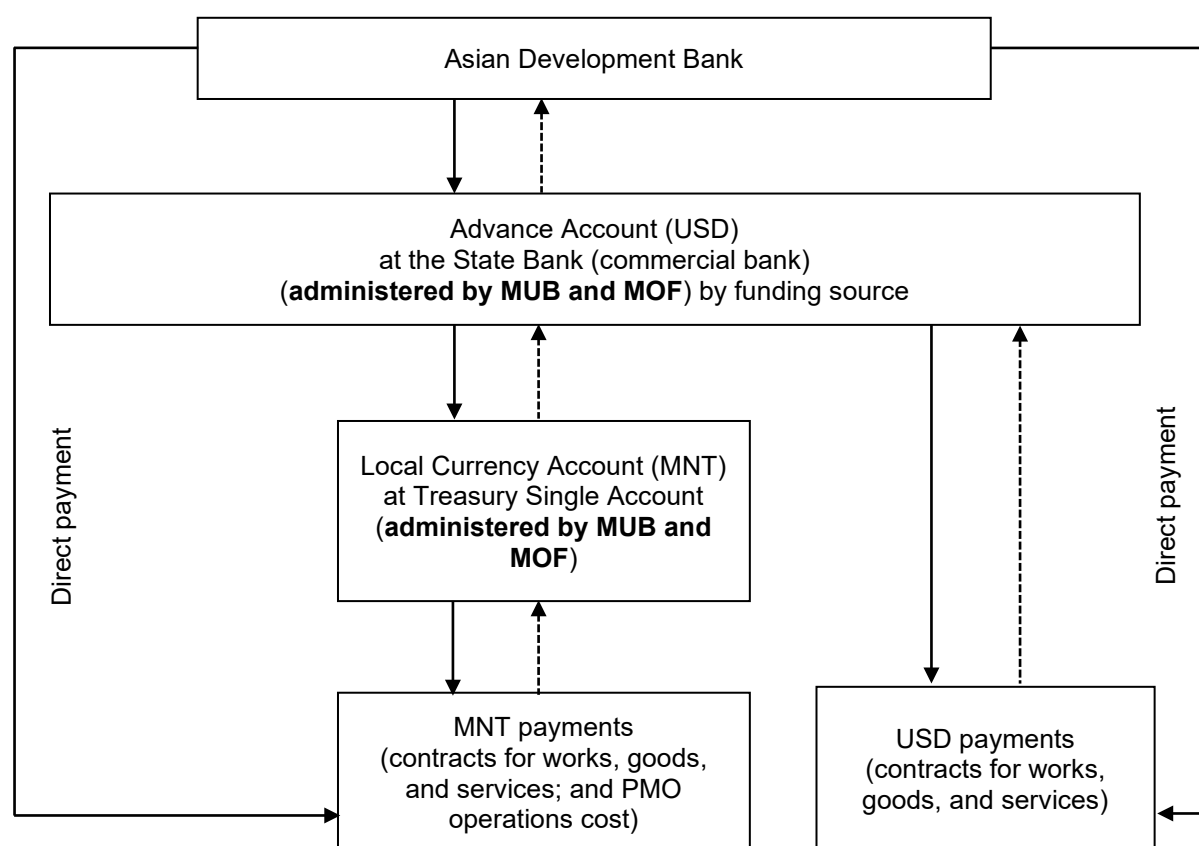 Asian Development Bank
Advance Account (USD)
at the State Bank (commercial bank)
(administered by MUB and MOF) by funding source
Direct payment
Local Currency Account (MNT)
at Treasury Single Account
(administered by MUB and
MOF)
Direct payment
MNT payments
(contracts for works, goods,
and services; and PMO
operations cost)
USD payments
(contracts for works,
goods, and services)